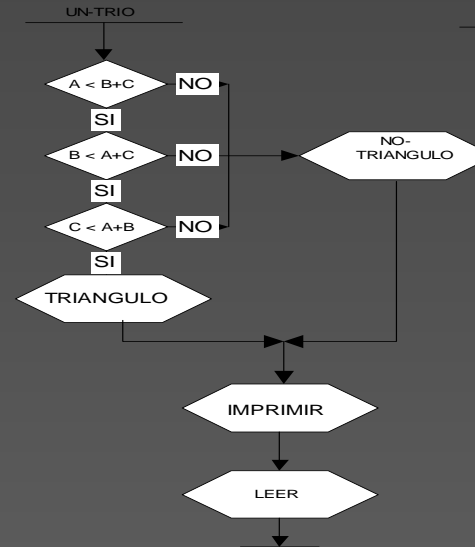 UN-TRIO
A < B+C
NO
SI
B < A+C
NO
NO-
TRIANGULO
SI
C < A+B
NO
SI
TRIANGULO
IMPRIMIR
LEER